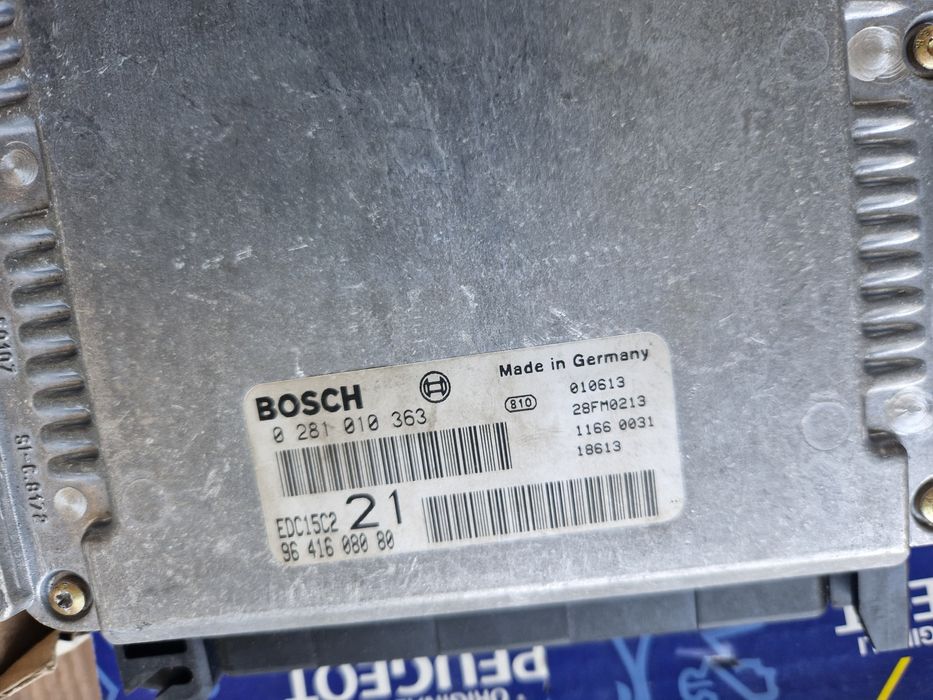 BOSCH
Made in Germany
0 281 010 363
810
010613
28FM0213
1166 0031
18613
EDC15C2 21
96 416 080 80
PEUGEOT